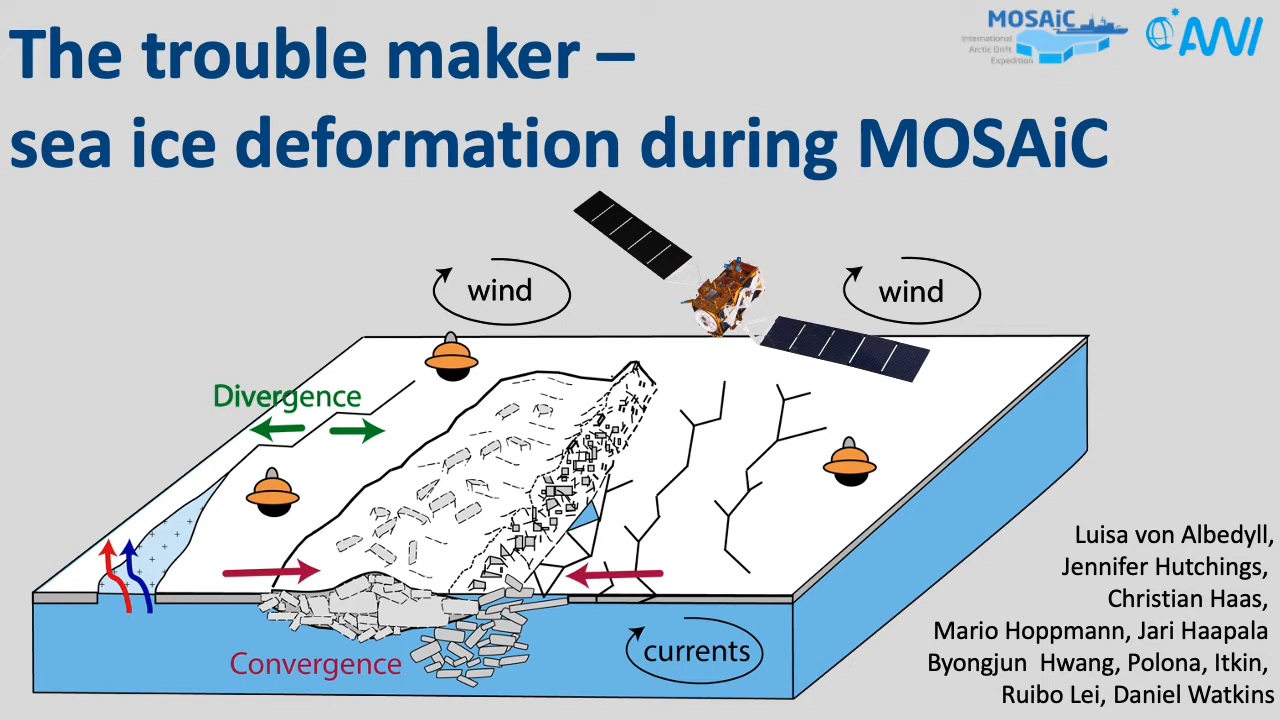 The trouble maker –
sea ice deformation during MOSAiC
MOSAiC
International
Arctic Drift
Expedition
AWI
wind
wind
Divergence
Convergence
currents
Luisa von Albedyll,
Jennifer Hutchings,
Christian Haas,
Mario Hoppmann, Jari Haapala
Byongjun Hwang, Polona, Itkin,
Ruibo Lei, Daniel Watkins